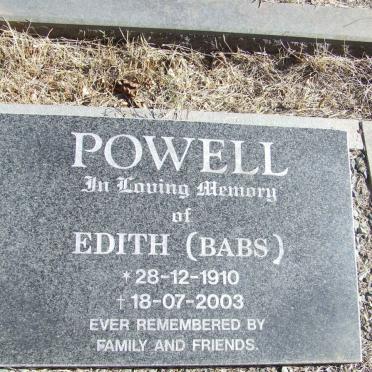 POWELL
In Loving Memory
of
EDITH (BABS)
* 28-12-1910
† 18-07-2003
EVER REMEMBERED BY
FAMILY AND FRIENDS.